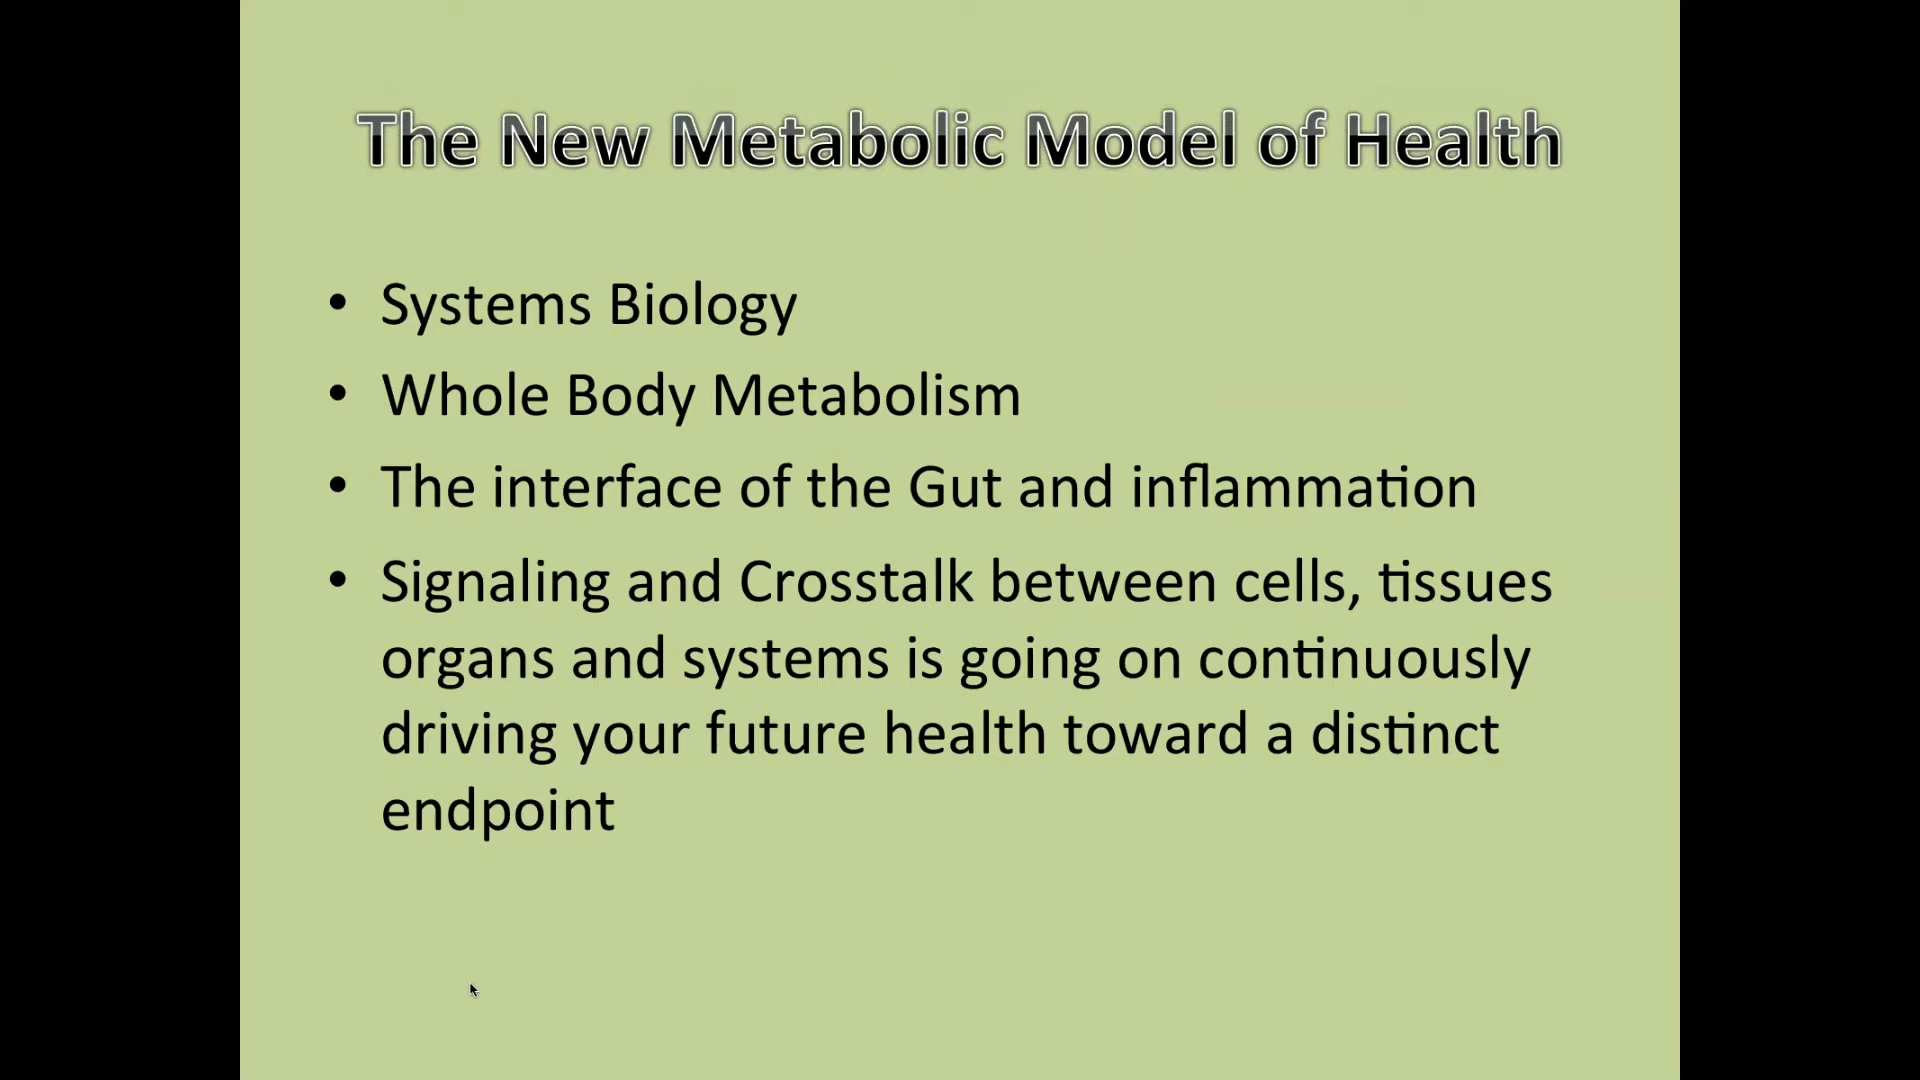 The New Metabolic Model of Health
• Systems Biology
• Whole Body Metabolism
• The interface of the Gut and inflammation
• Signaling and Crosstalk between cells, tissues
organs and systems is going on continuously
driving your future health toward a distinct
endpoint